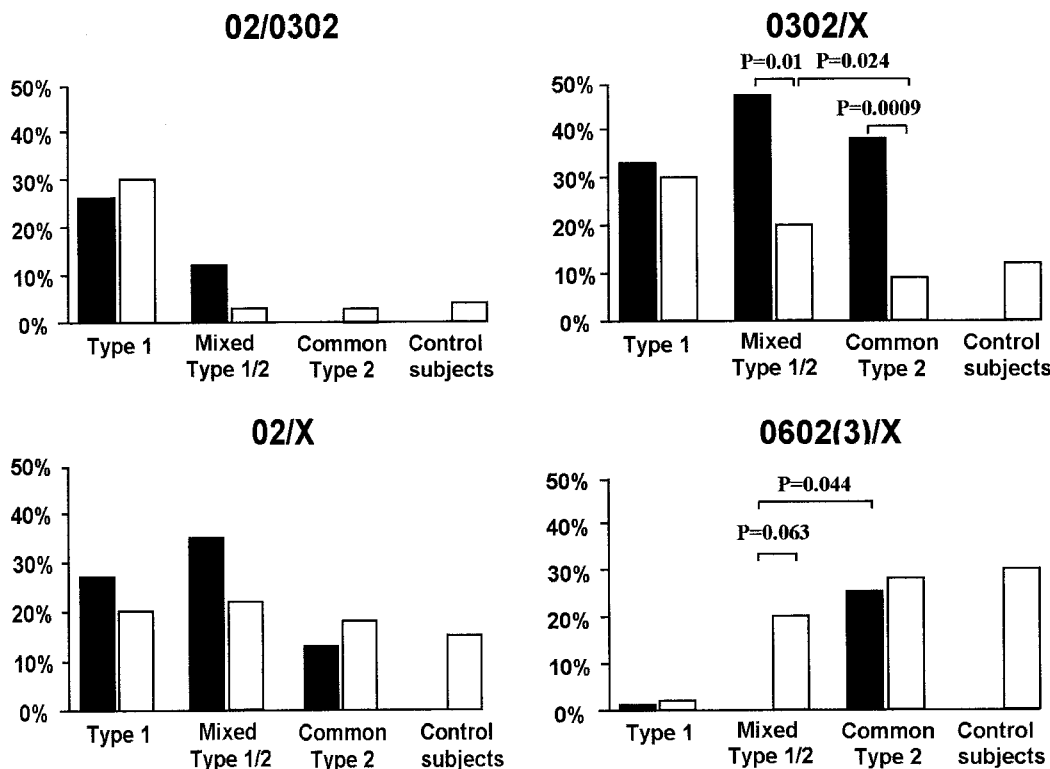 02/0302
50%
40%
30%
20%
10%
0%
Type 1
Mixed
Type 1/2
Common
Type 2
Control
subjects
0302/X
P=0.01
P=0.024
P=0.0009
50%
40%
30%
20%
10%
0%
Type 1
Mixed
Type 1/2
Common
Type 2
Control
subjects
02/X
50%
40%
30%
20%
10%
0%
Type 1
Mixed
Type 1/2
Common
Type 2
Control
subjects
0602(3)/X
P=0.044
P=0.063
50%
40%
30%
20%
10%
0%
Type 1
Mixed
Type 1/2
Common
Type 2
Control
subjects